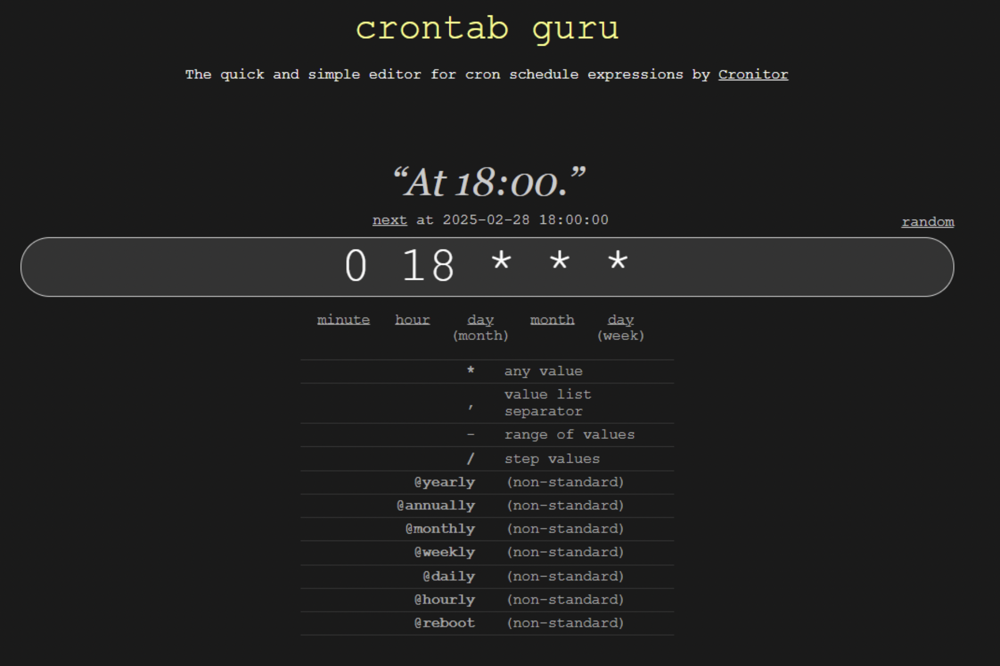 crontab guru
The quick and simple editor for cron schedule expressions by Cronitor
“At 18:00.”
next at 2025-02-28 18:00:00
random
0 18 * * *
minute hour day month day
(month) (week)
* any value
, value list
separator
- range of values
/ step values
@yearly (non-standard)
@annually (non-standard)
@monthly (non-standard)
@weekly (non-standard)
@daily (non-standard)
@hourly (non-standard)
@reboot (non-standard)